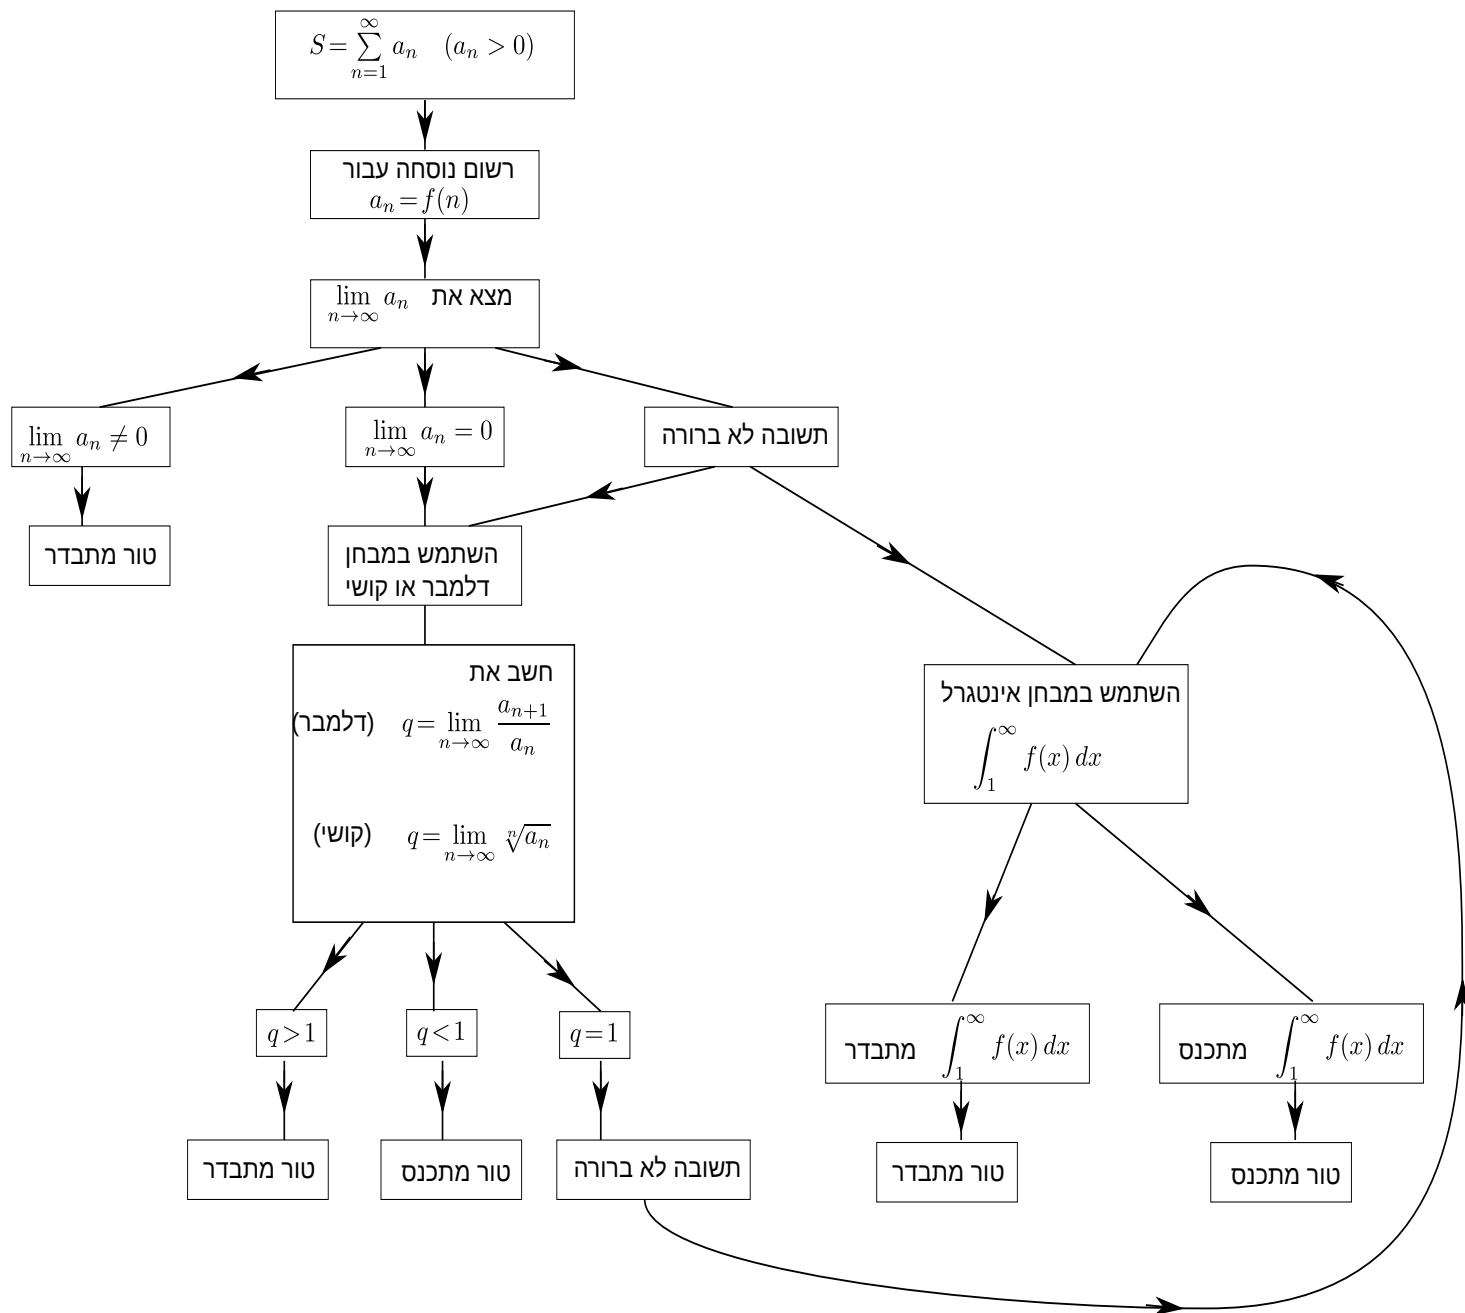 S = ∑_{n=1}^{∞} a_n (a_n > 0)
רשום נוסחה עבור
a_n = f(n)
מצא את lim_{n→∞} a_n
lim_{n→∞} a_n ≠ 0
lim_{n→∞} a_n = 0
תשובה לא ברורה
טור מתבדר
השתמש במבחן
דלמבר או קושי
חשב את
(דלמבר) q = lim_{n→∞} a_{n+1}/a_n
(קושי) q = lim_{n→∞} ⁿ√a_n
השתמש במבחן אינטגרל
∫_1^∞ f(x) dx
q > 1
q < 1
q = 1
מתבדר ∫_1^∞ f(x) dx
מתכנס ∫_1^∞ f(x) dx
טור מתבדר
טור מתכנס
תשובה לא ברורה
טור מתבדר
טור מתכנס